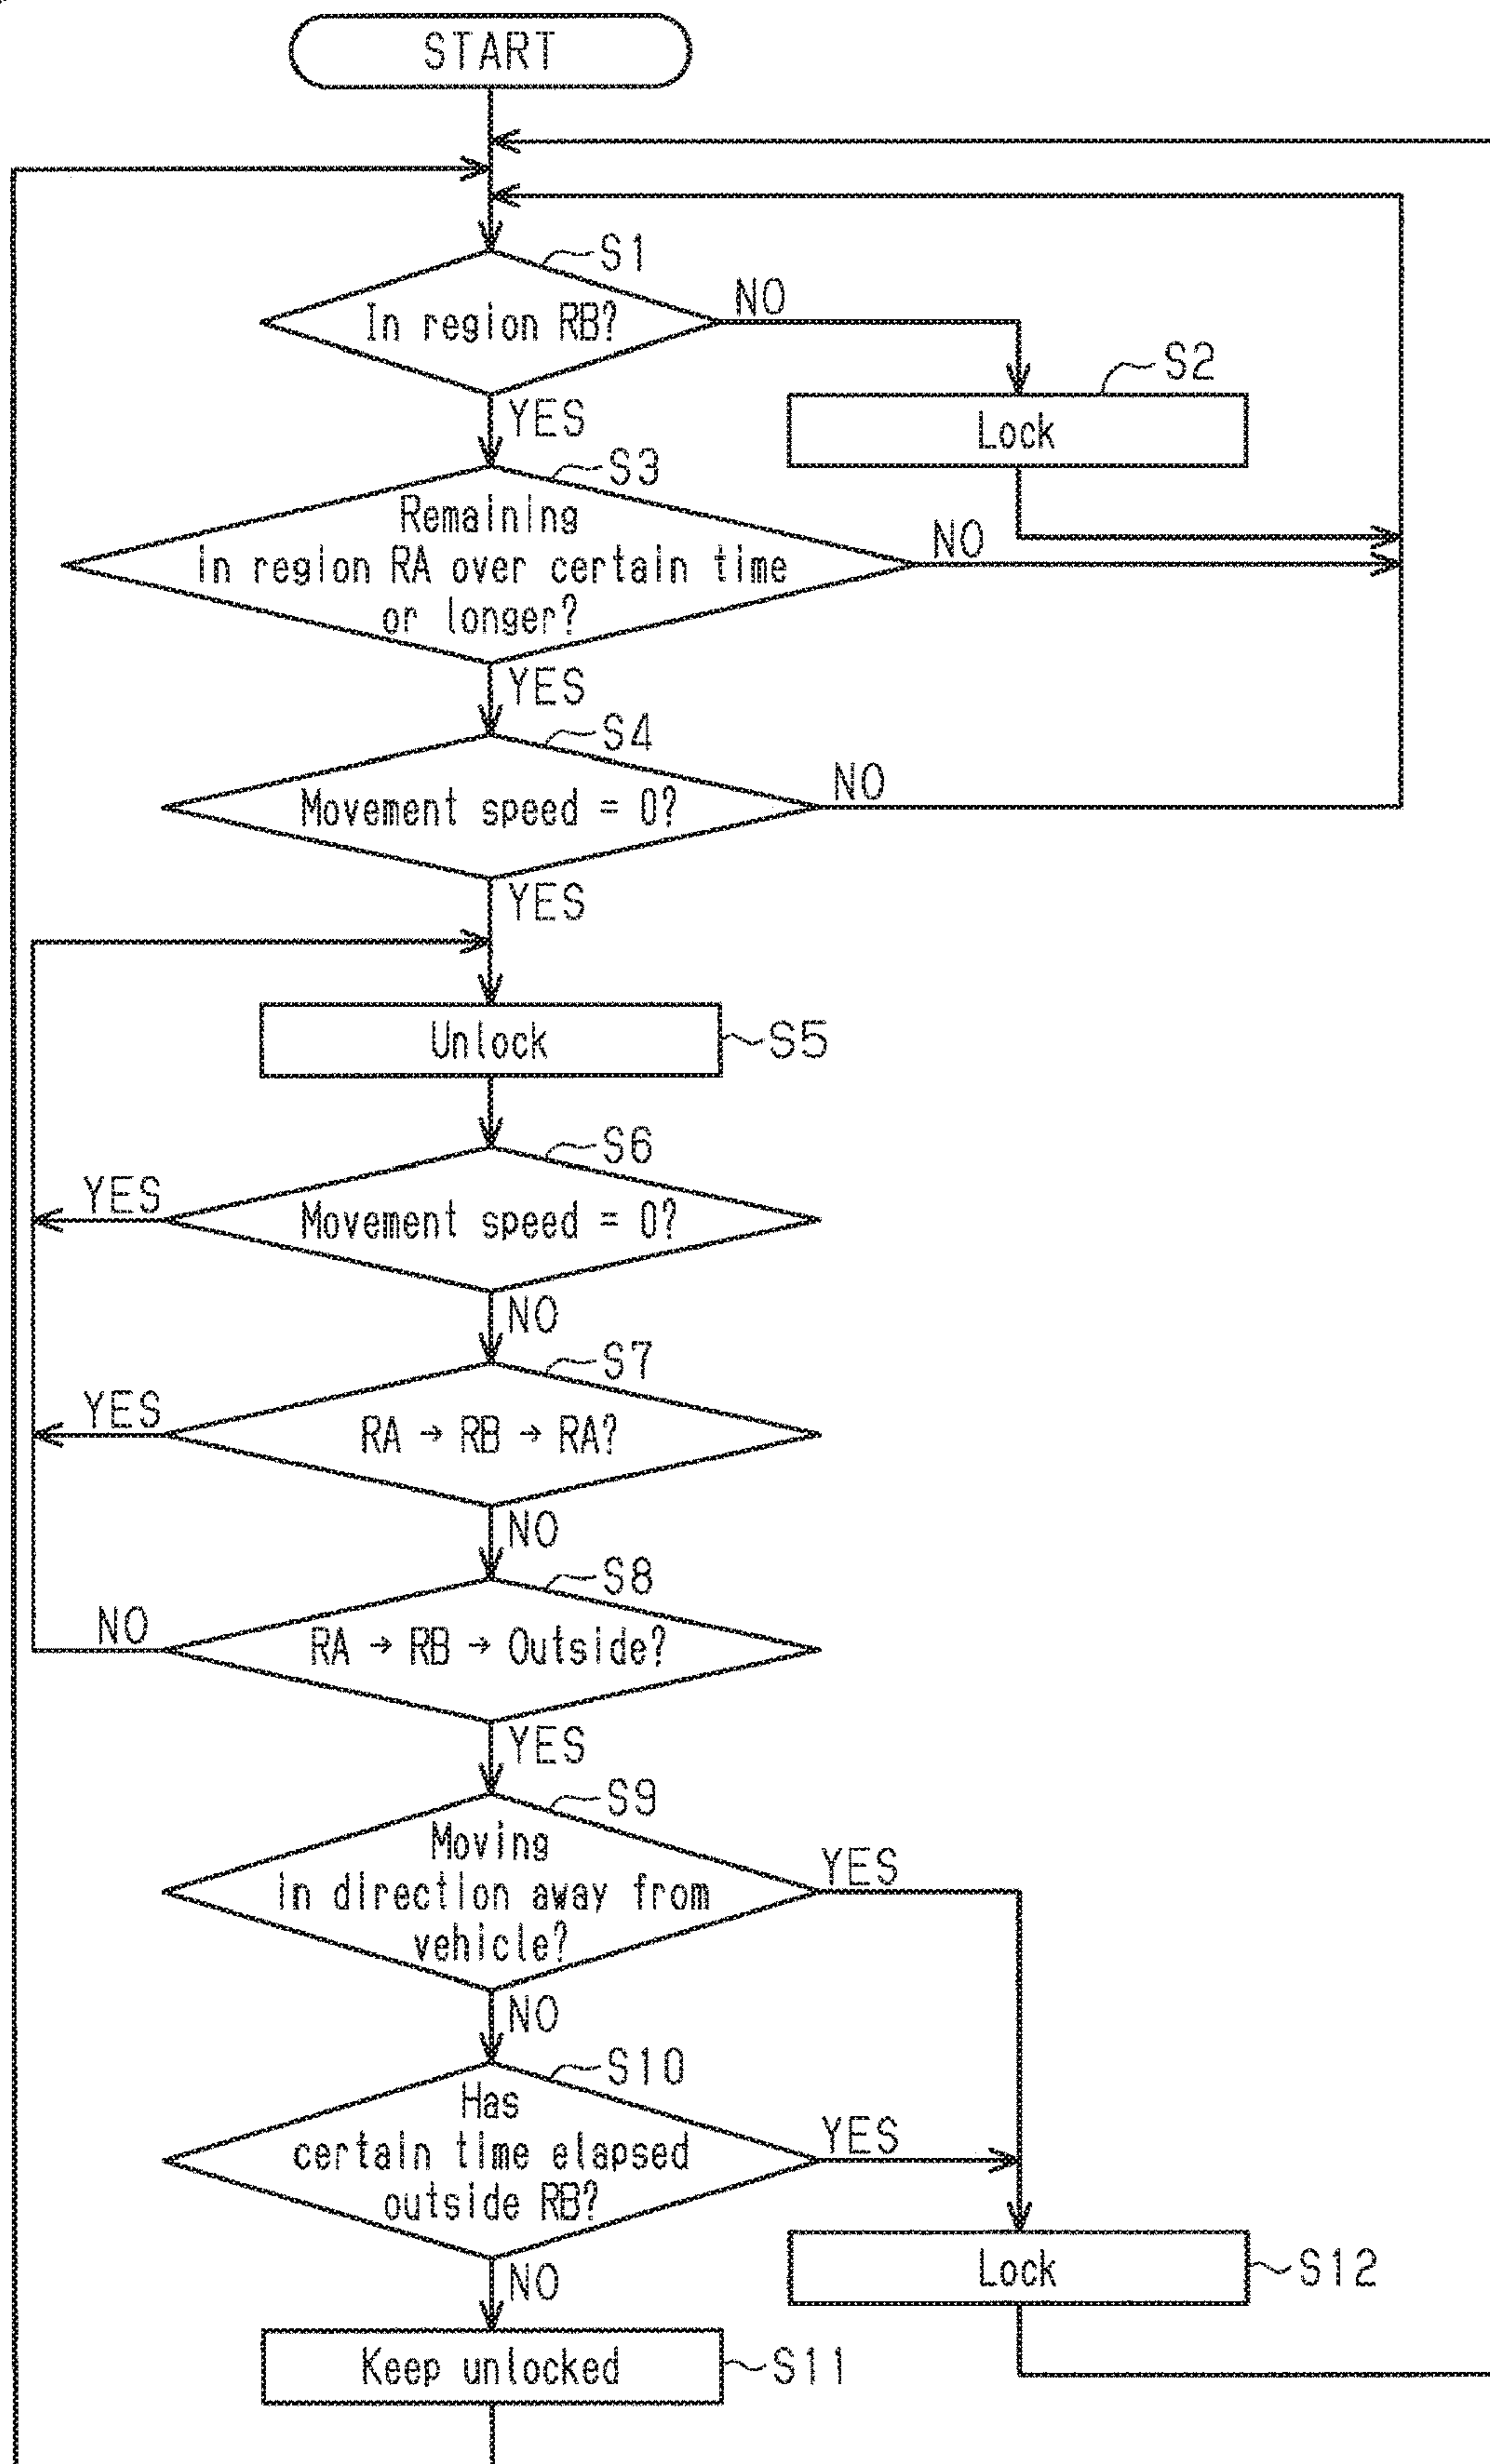 START
S1
In region RB?
NO
S2
Lock
YES
S3
Remaining
in region RA over certain time
or longer?
NO
YES
S4
Movement speed = 0?
NO
YES
Unlock
S5
S6
YES
Movement speed = 0?
NO
S7
YES
RA → RB → RA?
NO
S8
NO
RA → RB → Outside?
YES
S9
Moving
in direction away from
vehicle?
YES
NO
S10
Has
certain time elapsed
outside RB?
YES
Lock
S12
NO
Keep unlocked
S11